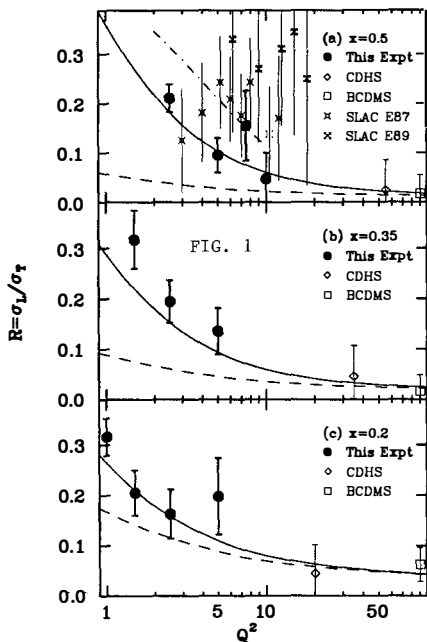 0.3
0.2
0.1
0.0
(a) x=0.5
This Expt
CDHS
BCDMS
SLAC E87
SLAC E89
R=σL/σT
FIG. 1
0.3
0.2
0.1
0.0
(b) x=0.35
This Expt
CDHS
BCDMS
0.4
0.3
0.2
0.1
0.0
(c) x=0.2
This Expt
CDHS
BCDMS
1 5 10 50
Q²